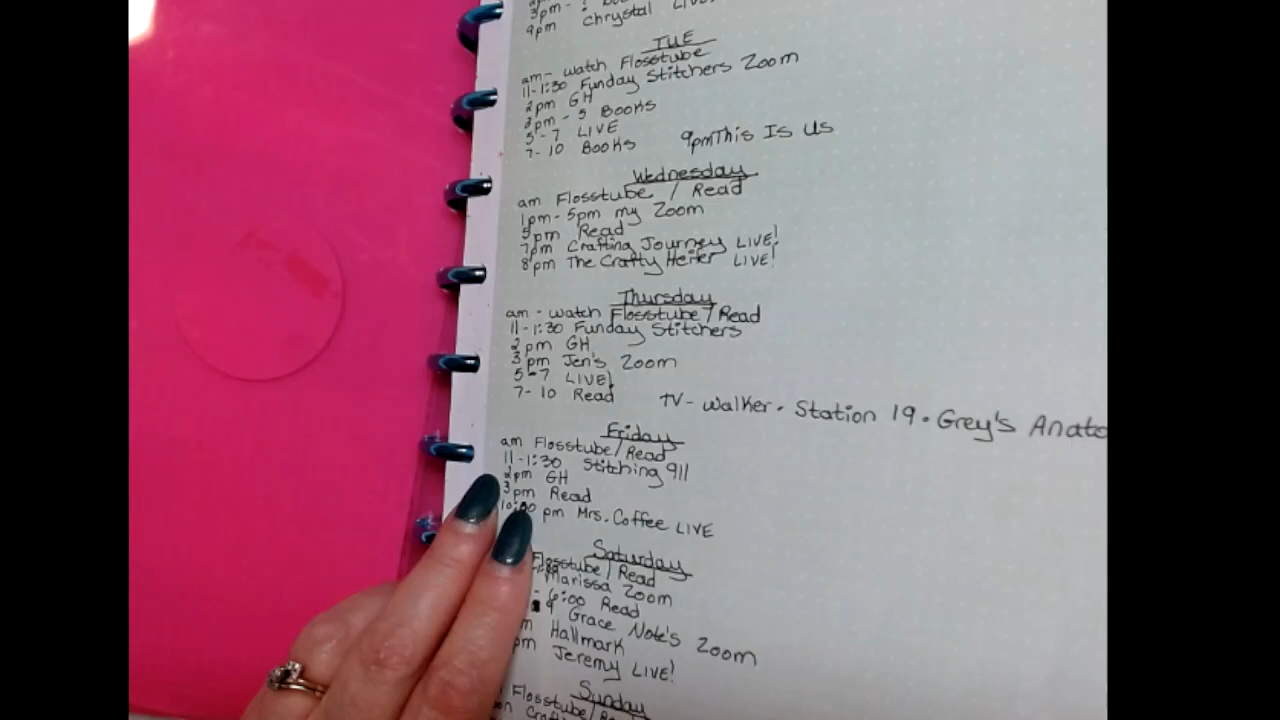 3pm - ?
9pm Chrystal LIVE!
TUE
am - watch Flosstube
11-1:30 Funday Stitchers Zoom
2pm GH
3pm - 5 Books
5-7 LIVE
7-10 Books 9pm This Is Us
Wednesday
am Flosstube / Read
1pm - 5pm my Zoom
5pm Read
7pm Crafting Journey LIVE!
8pm The Crafty Heifer LIVE!
Thursday
am - watch Flosstube / Read
11-1:30 Funday Stitchers
2pm GH
3pm Jen's Zoom
5-7 LIVE!
7-10 Read TV - Walker. Station 19. Grey's Anato
Friday
am Flosstube / Read
11-1:30 Stitching 911
2pm GH
3pm Read
pm Mrs. Coffee LIVE
Saturday
Flosstube / Read
Marissa Zoom
- 6:00 Read
9 Grace Note's Zoom
m Hallmark
pm Jeremy LIVE!
Sunday
Flosstube /